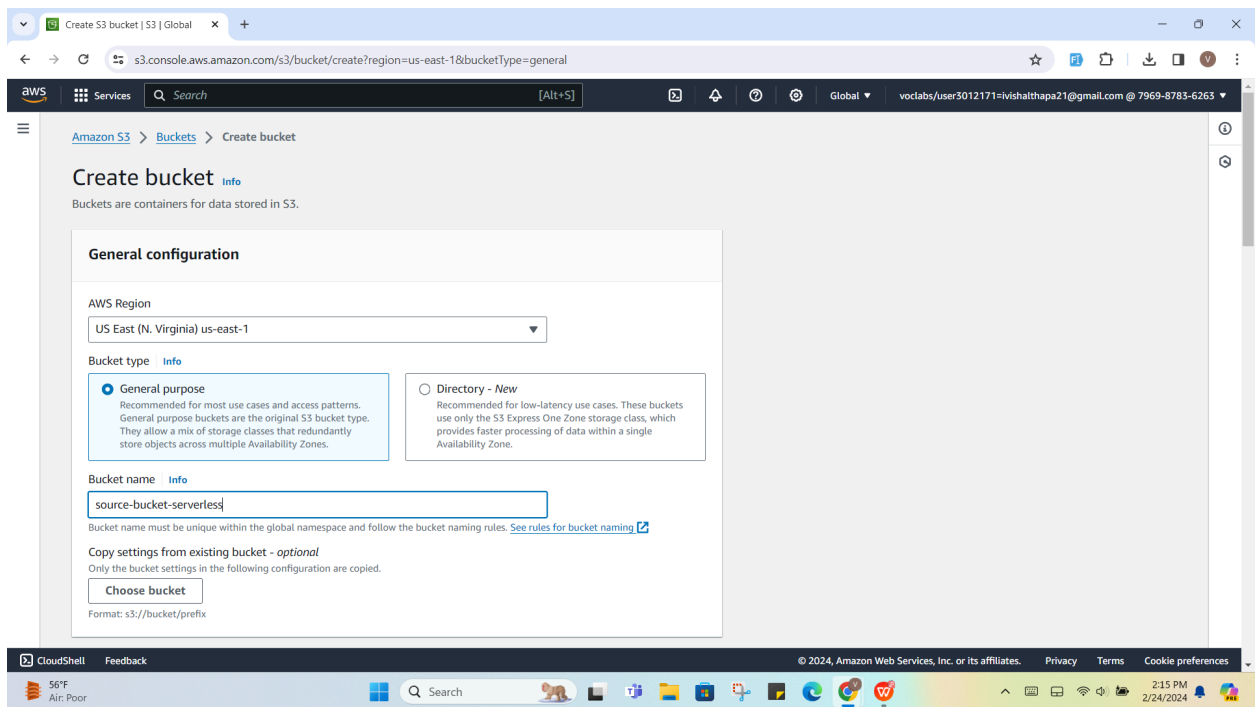 Create S3 bucket | S3 | Global
s3.console.aws.amazon.com/s3/bucket/create?region=us-east-1&bucketType=general
V
aws
Services
Search
[Alt+S]
Global
voclabs/user3012171=ivishalthapa21@gmail.com @ 7969-8783-6263
Amazon S3 > Buckets > Create bucket
Create bucket Info
Buckets are containers for data stored in S3.
General configuration
AWS Region
US East (N. Virginia) us-east-1
Bucket type Info
General purpose
Recommended for most use cases and access patterns.
General purpose buckets are the original S3 bucket type.
They allow a mix of storage classes that redundantly
store objects across multiple Availability Zones.
Directory - New
Recommended for low-latency use cases. These buckets
use only the S3 Express One Zone storage class, which
provides faster processing of data within a single
Availability Zone.
Bucket name Info
source-bucket-serverless
Bucket name must be unique within the global namespace and follow the bucket naming rules. See rules for bucket naming
Copy settings from existing bucket - optional
Only the bucket settings in the following configuration are copied.
Choose bucket
Format: s3://bucket/prefix
CloudShell Feedback © 2024, Amazon Web Services, Inc. or its affiliates. Privacy Terms Cookie preferences
56°F
Air: Poor
Search
2:15 PM
2/24/2024
PRE